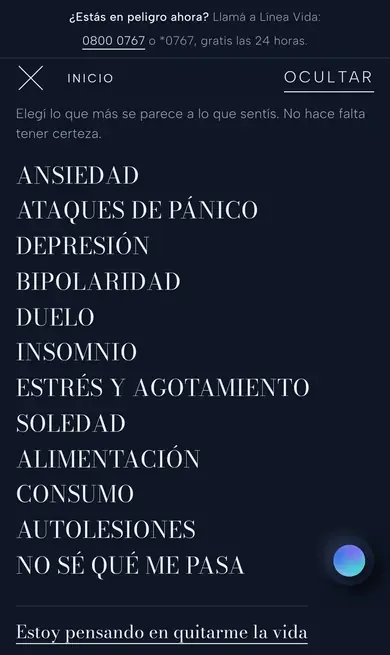 ¿Estás en peligro ahora? Llamá a Línea Vida:
0800 0767 o *0767, gratis las 24 horas.
INICIO
OCULTAR
Elegí lo que más se parece a lo que sentís. No hace falta
tener certeza.
ANSIEDAD
ATAQUES DE PÁNICO
DEPRESIÓN
BIPOLARIDAD
DUELO
INSOMNIO
ESTRÉS Y AGOTAMIENTO
SOLEDAD
ALIMENTACIÓN
CONSUMO
AUTOLESIONES
NO SÉ QUÉ ME PASA
Estoy pensando en quitarme la vida